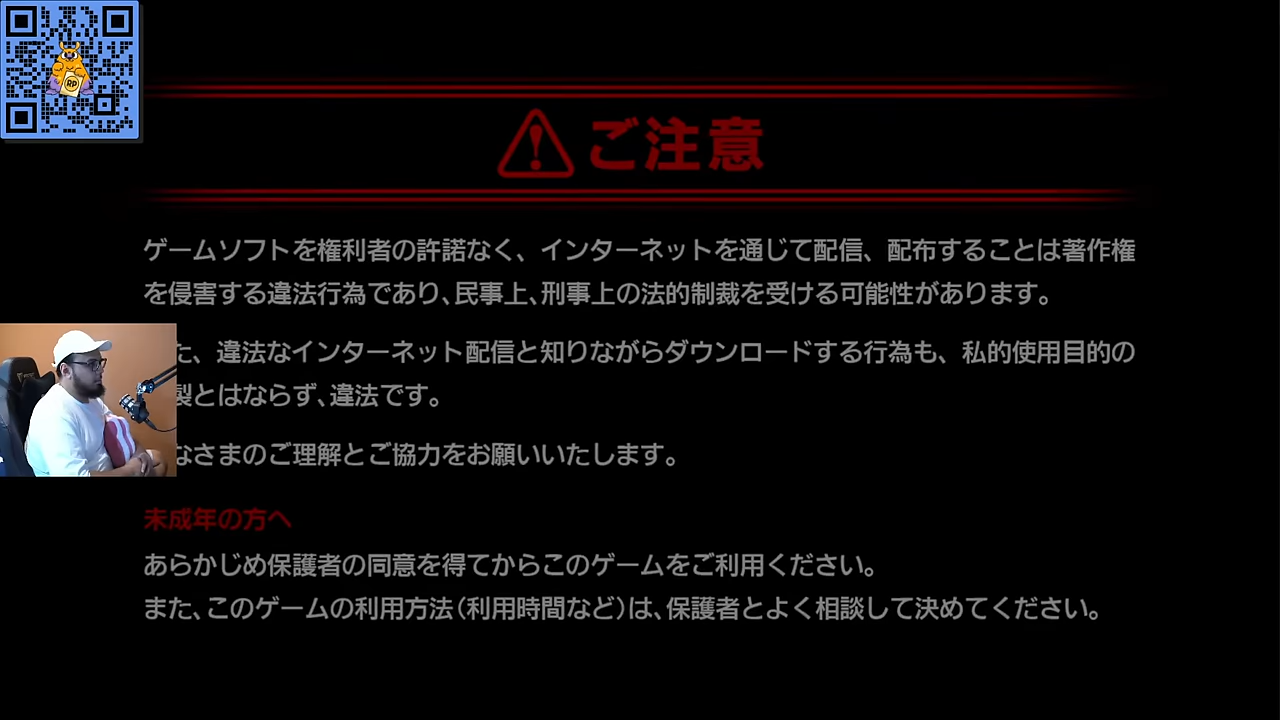 ご注意
ゲームソフトを権利者の許諾なく、インターネットを通じて配信、配布することは著作権
を侵害する違法行為であり、民事上、刑事上の法的制裁を受ける可能性があります。
た、違法なインターネット配信と知りながらダウンロードする行為も、私的使用目的の
製とはならず、違法です。
なさまのご理解とご協力をお願いいたします。
未成年の方へ
あらかじめ保護者の同意を得てからこのゲームをご利用ください。
また、このゲームの利用方法(利用時間など)は、保護者とよく相談して決めてください。
RP